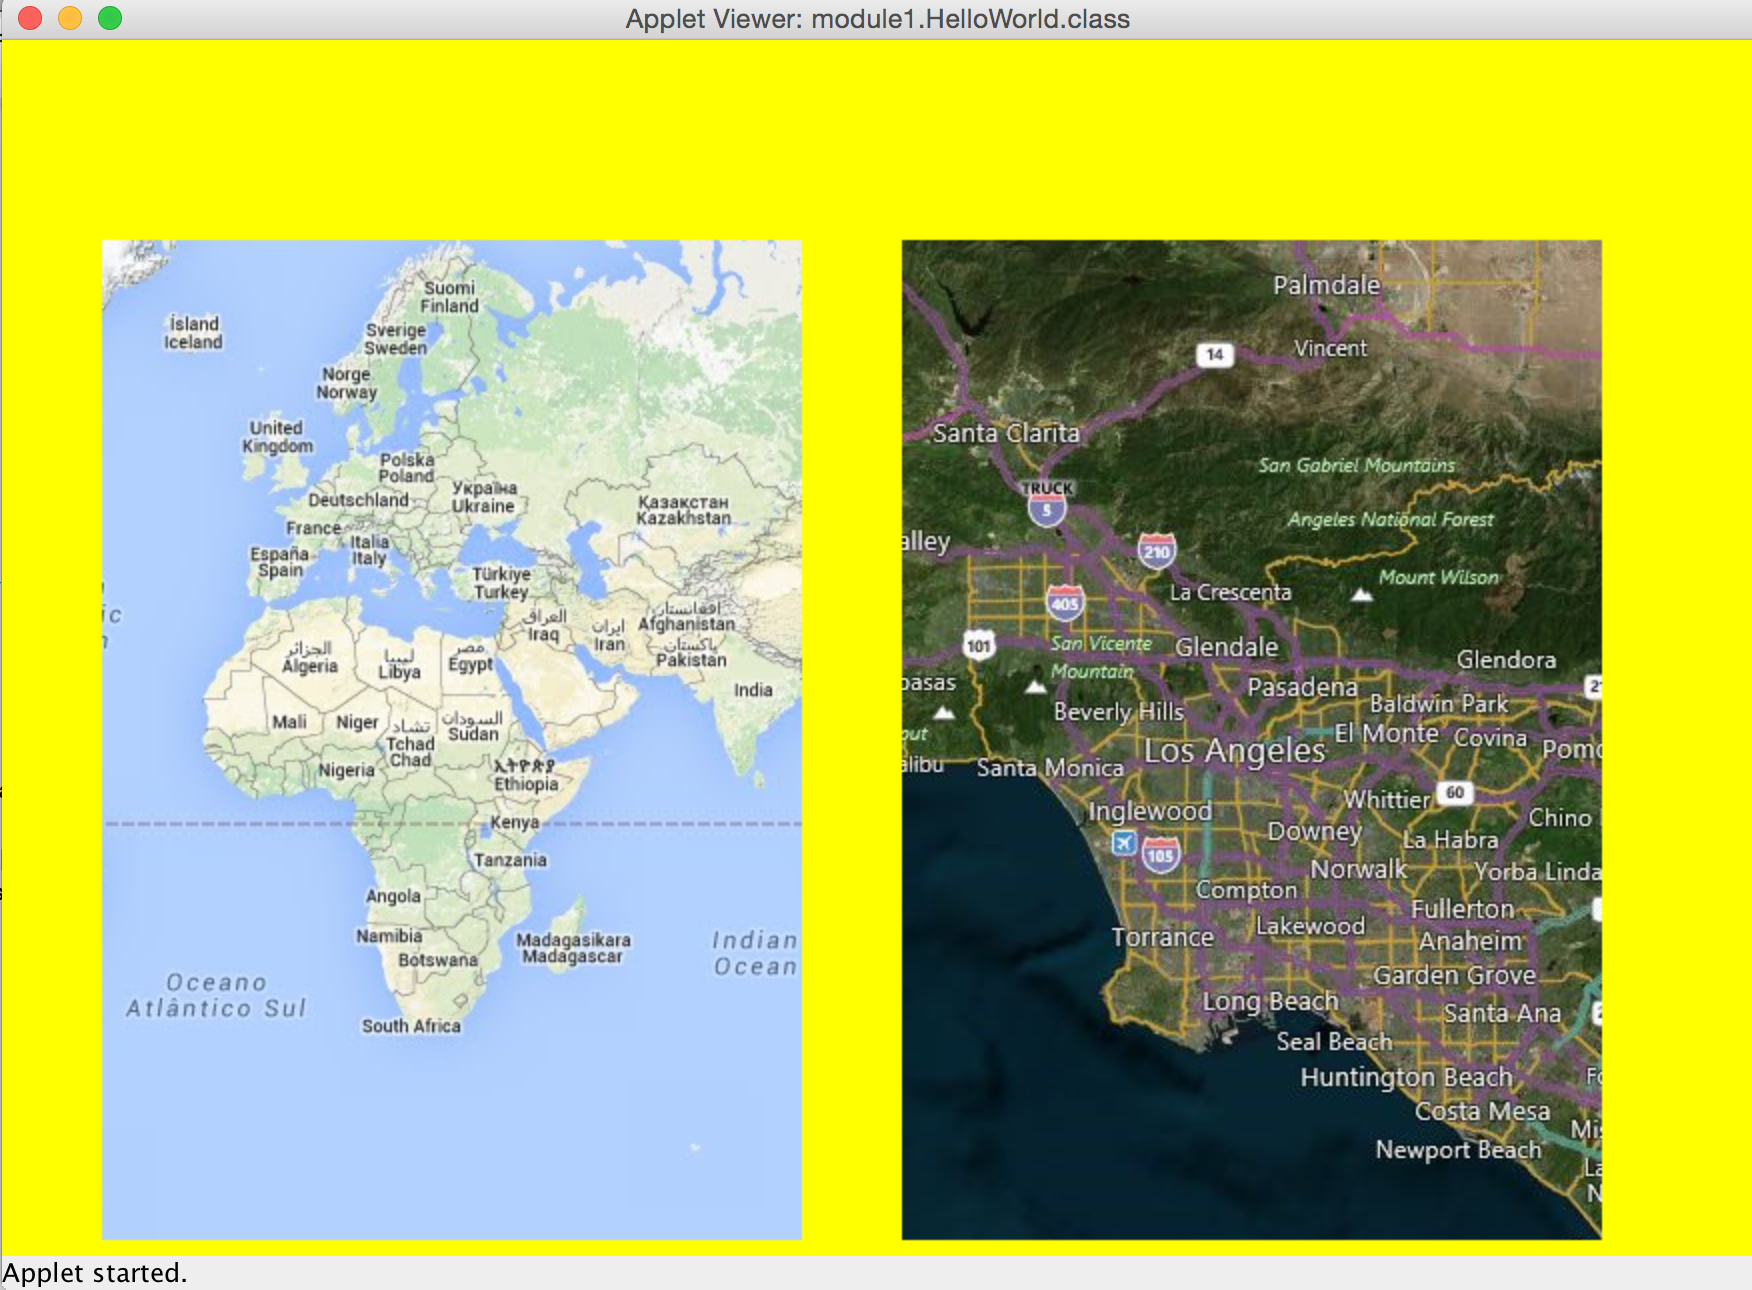 Applet Viewer: module1.HelloWorld.class
Suomi
Finland
Ísland
Iceland
Sverige
Sweden
Norge
Norway
United
Kingdom
Polska
Poland
Deutschland
Україна
Ukraine
Қазақстан
Kazakhstan
France
Italia
Italy
España
Spain
Türkiye
Turkey
العراق
Iraq
ایران
Iran
افغانستان
Afghanistan
پاکستان
Pakistan
ic
n
الجزائر
Algeria
ليبيا
Libya
مصر
Egypt
India
Mali
Niger
تشاد
Tchad
Chad
السودان
Sudan
Nigeria
ኢትዮጵያ
Ethiopia
Kenya
Tanzania
Angola
Namibia
Botswana
Madagasikara
Madagascar
Indian
Ocean
Oceano
Atlântico Sul
South Africa
Palmdale
14
Vincent
Santa Clarita
San Gabriel Mountains
TRUCK
5
Angeles National Forest
alley
210
Mount Wilson
405
La Crescenta
101
San Vicente
Mountain
Glendale
Glendora
basas
Pasadena
21
Beverly Hills
Baldwin Park
out
El Monte
Covina
Los Angeles
Pomo
alibu
Santa Monica
Whittier
60
Inglewood
Chino
Downey
La Habra
105
Norwalk
Yorba Linda
Compton
Fullerton
Lakewood
Torrance
Anaheim
Garden Grove
Long Beach
Santa Ana
Seal Beach
Huntington Beach
Fo
Costa Mesa
Mis
Newport Beach
La
N
Applet started.